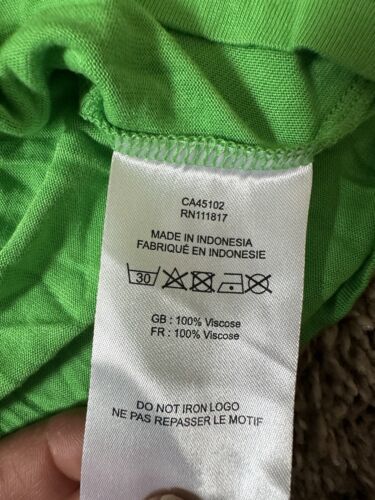 CA45102
RN111817
MADE IN INDONESIA
FABRIQUÉ EN INDONESIE
30
GB : 100% Viscose
FR : 100% Viscose
DO NOT IRON LOGO
NE PAS REPASSER LE MOTIF